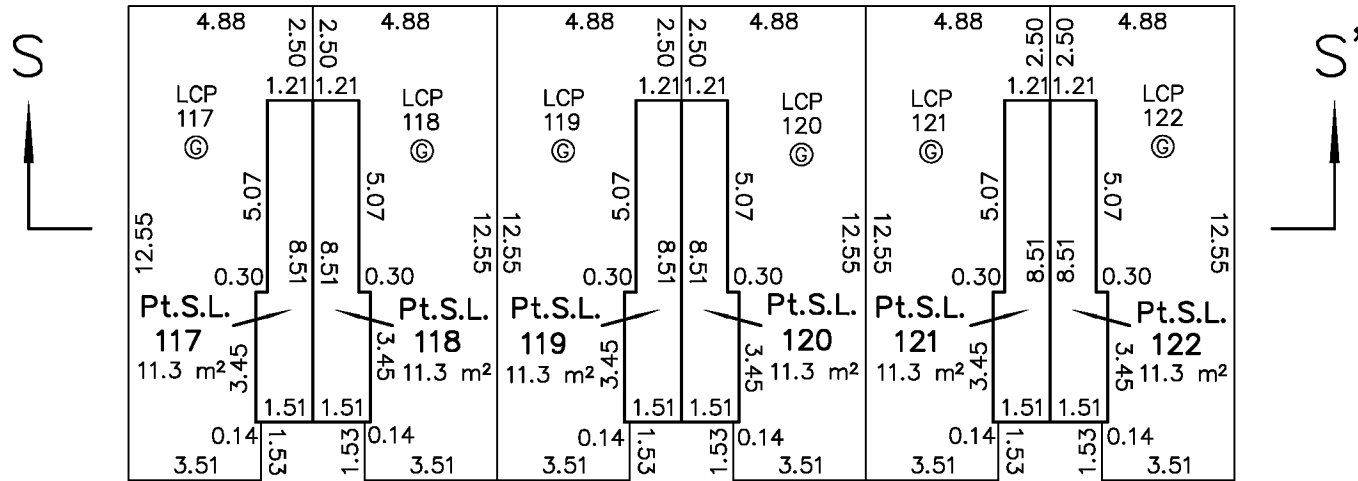 4.88 4.88 4.88 4.88 4.88 4.88
S 2.50 2.50 2.50 2.50 2.50 2.50 S'
1.21 1.21 1.21 1.21 1.21 1.21
LCP LCP LCP LCP LCP LCP
117 118 119 120 121 122
G G G G G G
5.07 5.07 5.07 5.07 5.07 5.07
12.55 12.55 12.55 12.55 12.55 12.55
8.51 8.51 8.51 8.51 8.51 8.51
0.30 0.30 0.30 0.30 0.30 0.30
Pt.S.L. Pt.S.L. Pt.S.L. Pt.S.L. Pt.S.L. Pt.S.L.
117 118 119 120 121 122
3.45 3.45 3.45 3.45 3.45 3.45
11.3 m² 11.3 m² 11.3 m² 11.3 m² 11.3 m² 11.3 m²
1.51 1.51 1.51 1.51 1.51 1.51
0.14 0.14 0.14 0.14 0.14 0.14
1.53 1.53 1.53 1.53 1.53 1.53
3.51 3.51 3.51 3.51 3.51 3.51